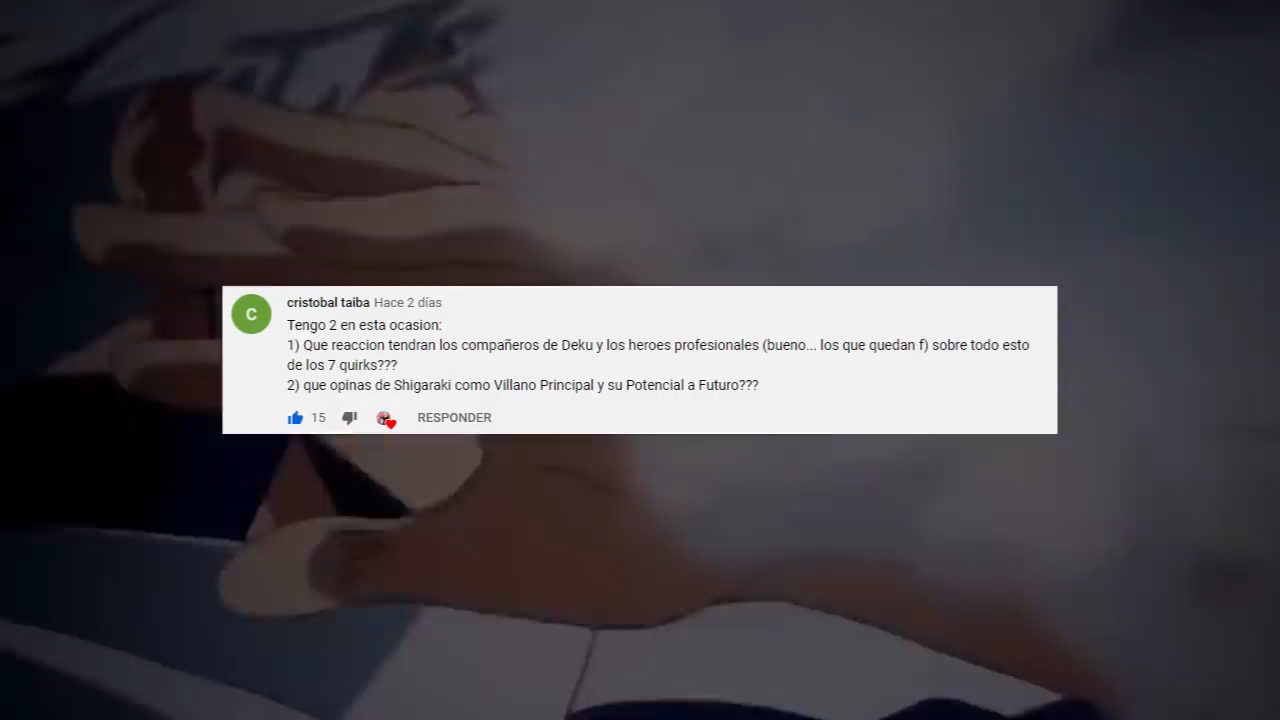 C
cristobal taiba Hace 2 días
Tengo 2 en esta ocasion:
1) Que reaccion tendran los compañeros de Deku y los heroes profesionales (bueno... los que quedan f) sobre todo esto
de los 7 quirks???
2) que opinas de Shigaraki como Villano Principal y su Potencial a Futuro???
15 RESPONDER